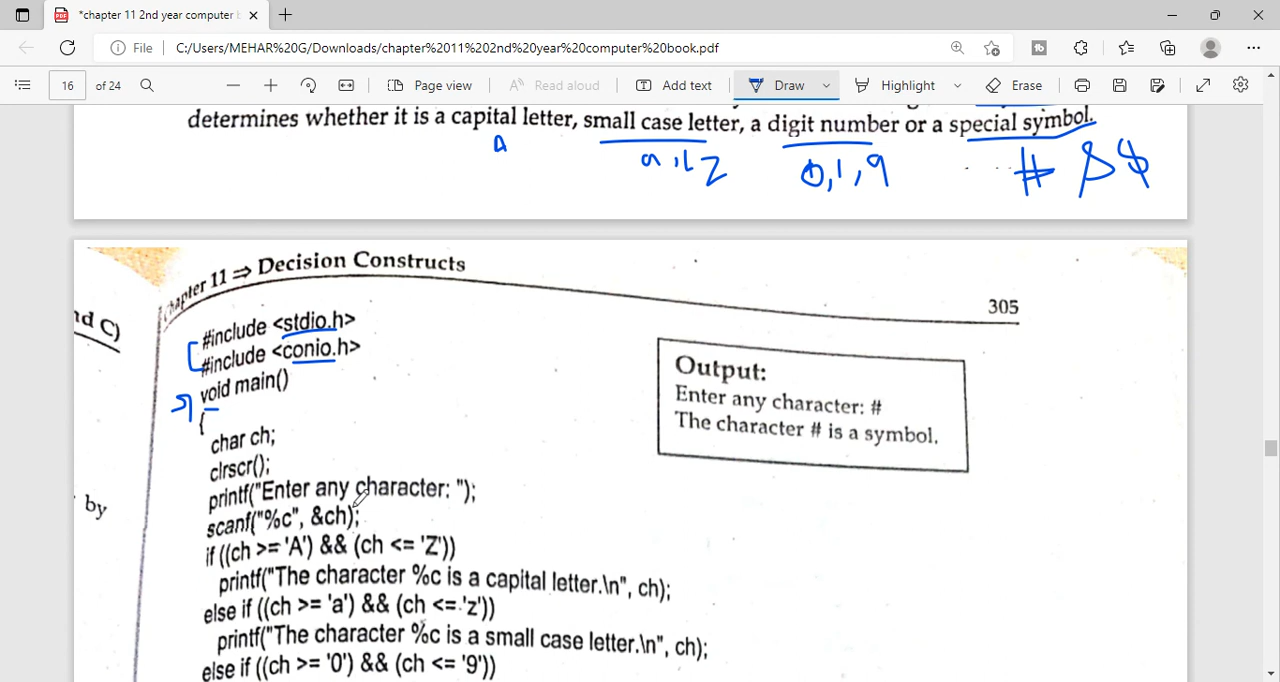 *chapter 11 2nd year computer b
File
C:/Users/MEHAR%20G/Downloads/chapter%2011%202nd%20year%20computer%20book.pdf
16 of 24
Page view
Read aloud
Add text
Draw
Highlight
Erase
determines whether it is a capital letter, small case letter, a digit number or a special symbol.
0,1,9
# $
Chapter 11 ⇒ Decision Constructs
305
nd C)
#include <stdio.h>
#include <conio.h>
void main()
{
char ch;
clrscr();
printf("Enter any character: ");
scanf("%c", &ch);
if ((ch >= 'A') && (ch <= 'Z'))
printf("The character %c is a capital letter.\n", ch);
else if ((ch >= 'a') && (ch <= 'z'))
printf("The character %c is a small case letter.\n", ch);
else if ((ch >= '0') && (ch <= '9'))
by
Output:
Enter any character: #
The character # is a symbol.